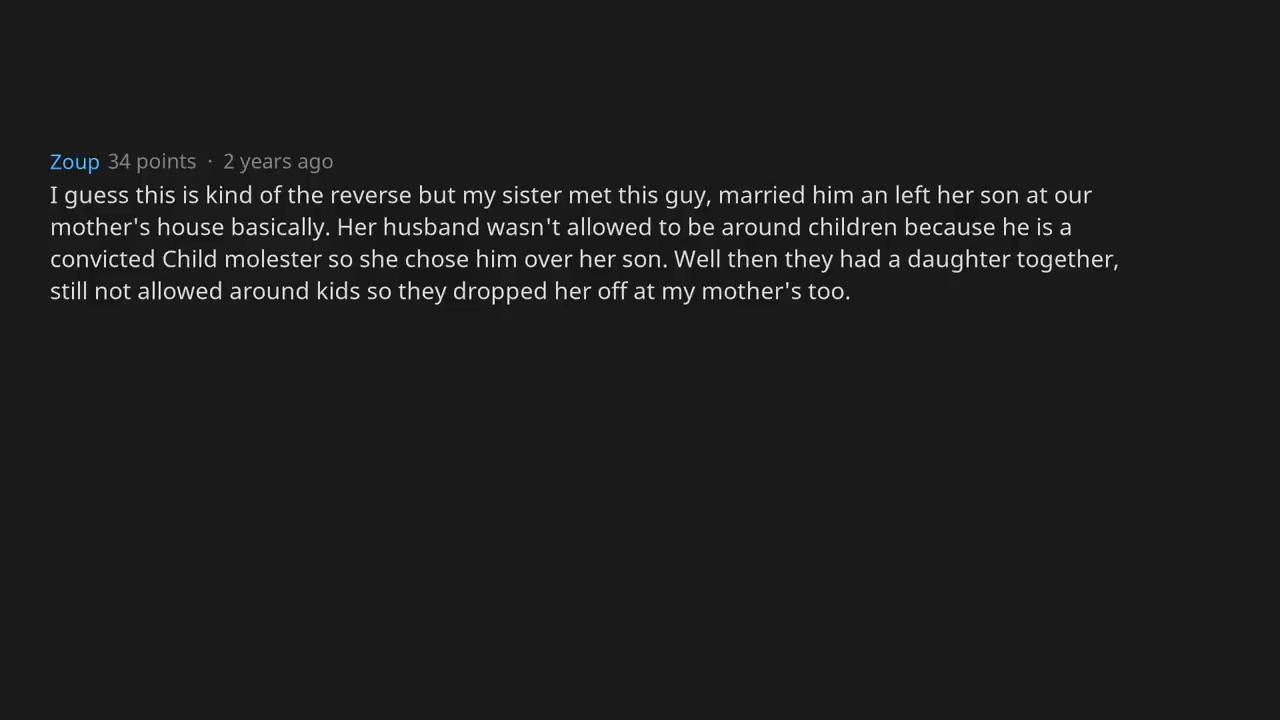 Zoup 34 points · 2 years ago
I guess this is kind of the reverse but my sister met this guy, married him an left her son at our
mother's house basically. Her husband wasn't allowed to be around children because he is a
convicted Child molester so she chose him over her son. Well then they had a daughter together,
still not allowed around kids so they dropped her off at my mother's too.